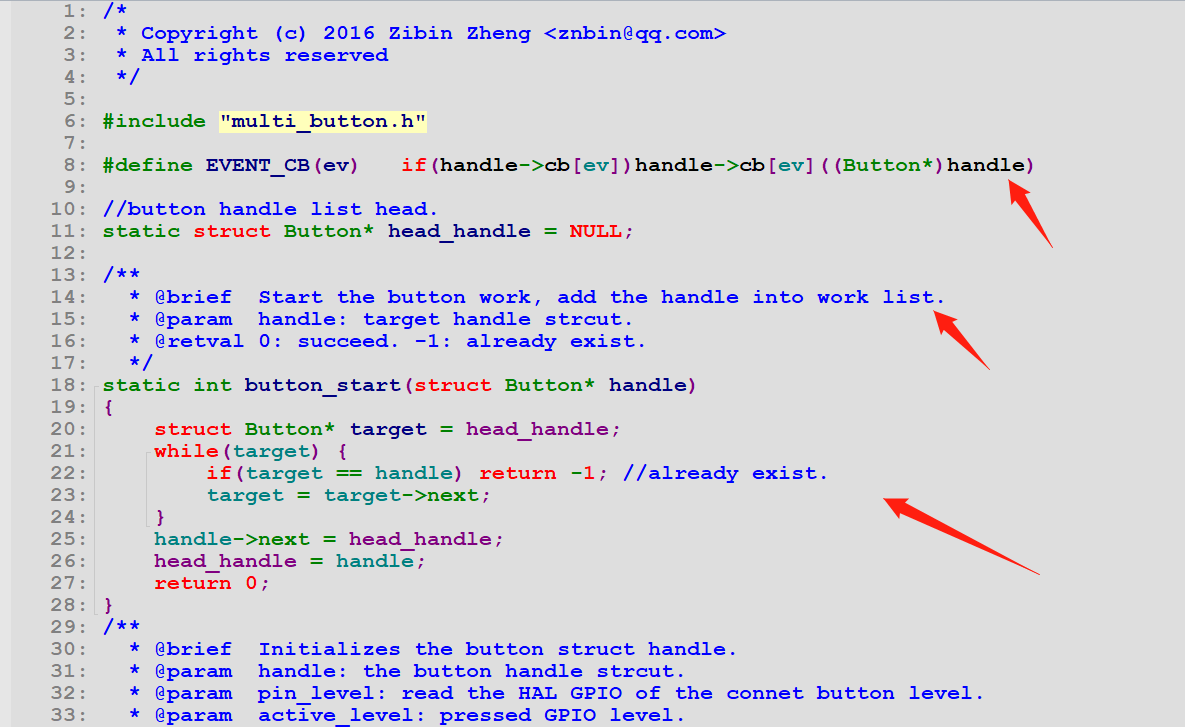 1: /*
2:  * Copyright (c) 2016 Zibin Zheng <znbin@qq.com>
3:  * All rights reserved
4:  */
5:
6: #include "multi_button.h"
7:
8: #define EVENT_CB(ev)   if(handle->cb[ev])handle->cb[ev]((Button*)handle)
9:
10: //button handle list head.
11: static struct Button* head_handle = NULL;
12:
13: /**
14:   * @brief  Start the button work, add the handle into work list.
15:   * @param  handle: target handle strcut.
16:   * @retval 0: succeed. -1: already exist.
17:   */
18: static int button_start(struct Button* handle)
19: {
20:     struct Button* target = head_handle;
21:     while(target) {
22:         if(target == handle) return -1; //already exist.
23:         target = target->next;
24:     }
25:     handle->next = head_handle;
26:     head_handle = handle;
27:     return 0;
28: }
29: /**
30:   * @brief  Initializes the button struct handle.
31:   * @param  handle: the button handle strcut.
32:   * @param  pin_level: read the HAL GPIO of the connet button level.
33:   * @param  active_level: pressed GPIO level.